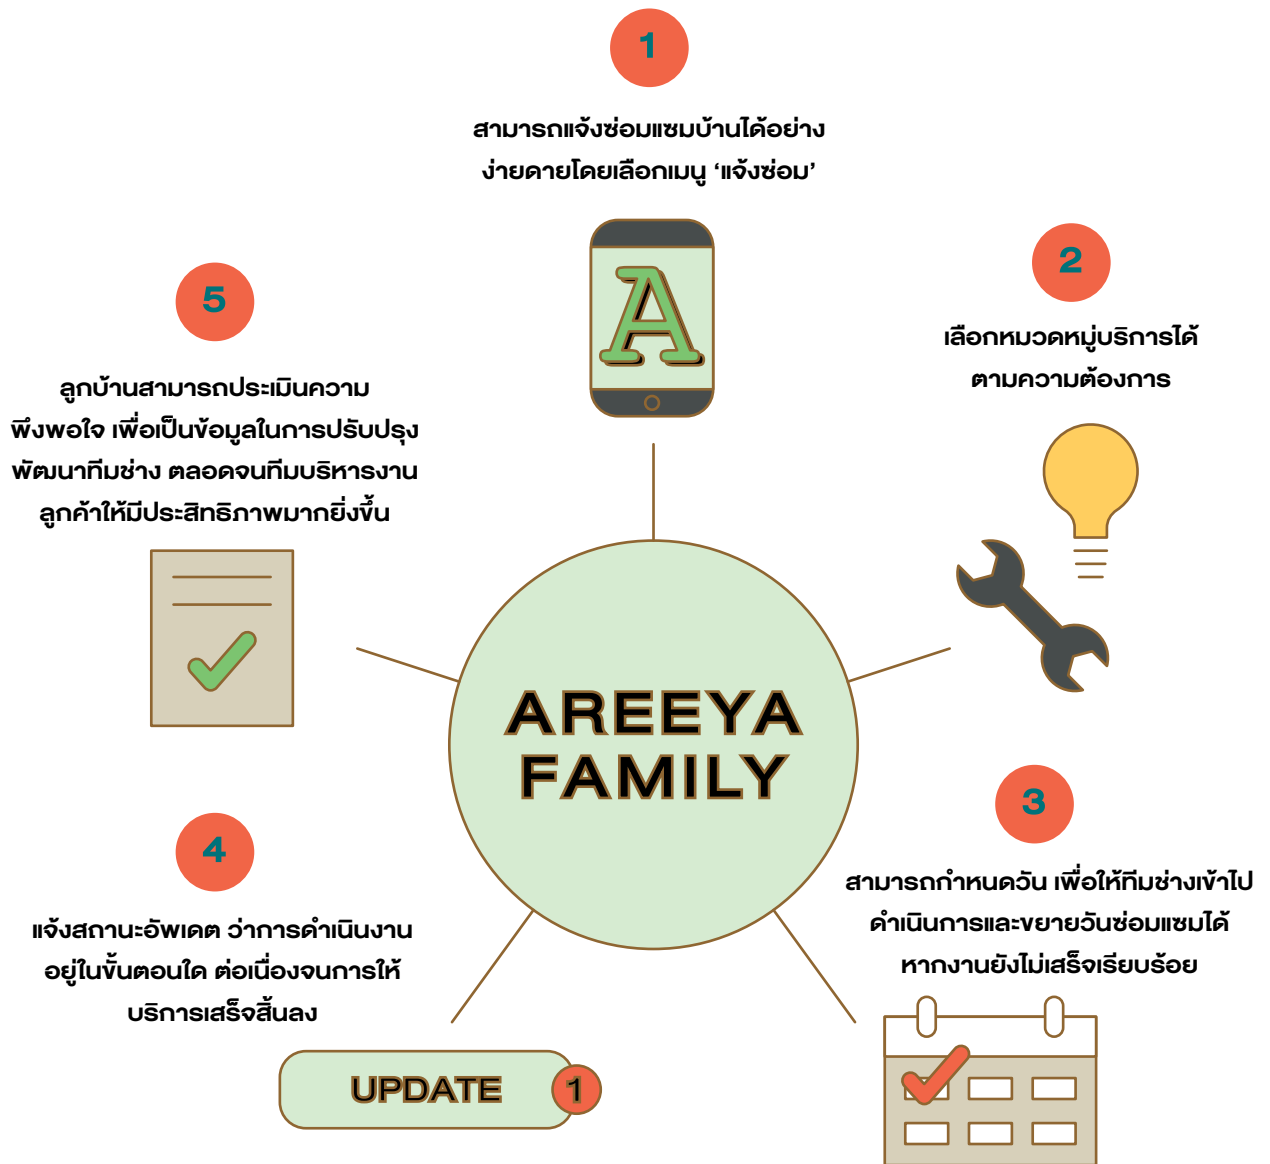 1
สามารถแจ้งซ่อมแซมบ้านได้อย่าง
ง่ายดายโดยเลือกเมนู ‘แจ้งซ่อม’
A
2
เลือกหมวดหมู่บริการได้
ตามความต้องการ
3
สามารถกำหนดวัน เพื่อให้ทีมช่างเข้าไป
ดำเนินการและขยายวันซ่อมแซมได้
หากงานยังไม่เสร็จเรียบร้อย
4
แจ้งสถานะอัพเดต ว่าการดำเนินงาน
อยู่ในขั้นตอนใด ต่อเนื่องจนการให้
บริการเสร็จสิ้นลง
UPDATE 1
5
ลูกบ้านสามารถประเมินความ
พึงพอใจ เพื่อเป็นข้อมูลในการปรับปรุง
พัฒนาทีมช่าง ตลอดจนทีมบริหารงาน
ลูกค้าให้มีประสิทธิภาพมากยิ่งขึ้น
AREEYA
FAMILY